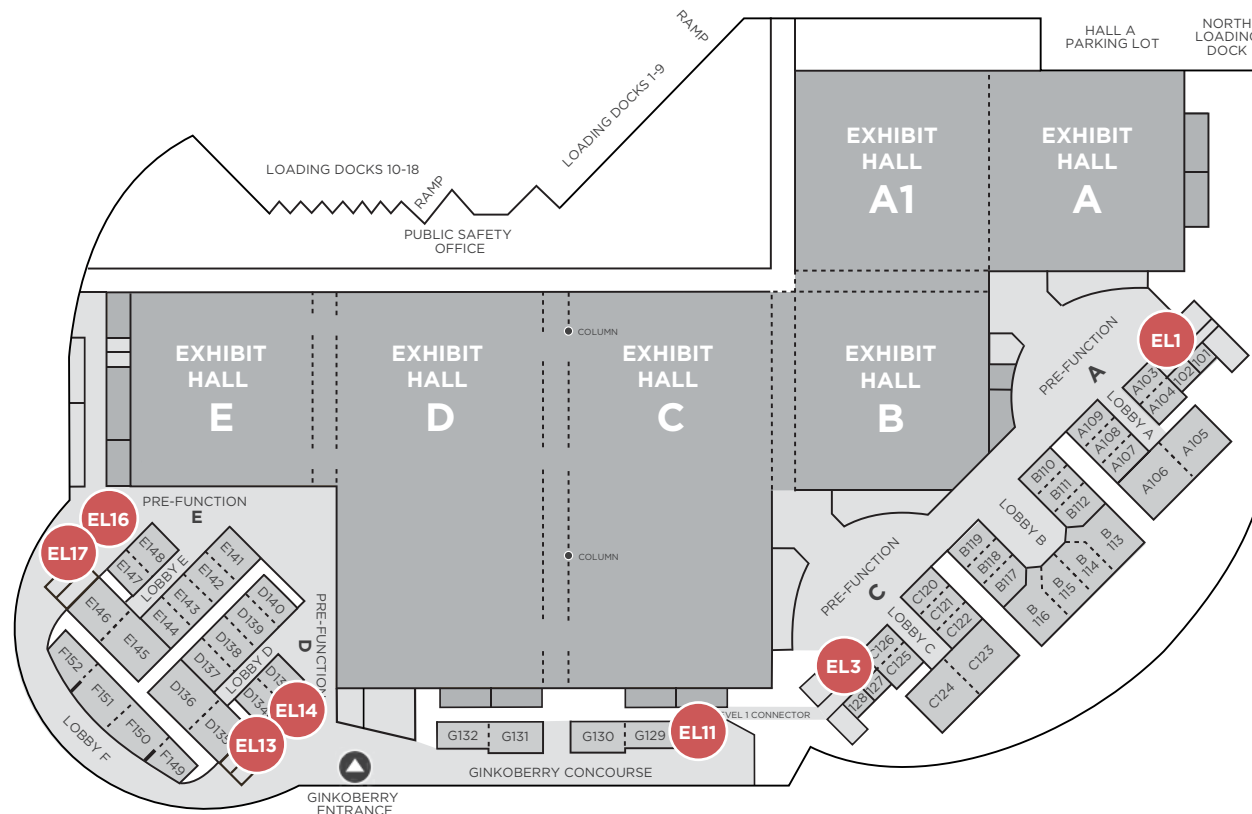 RAMP
HALL A
PARKING LOT
NORTH
LOADING
DOCK
LOADING DOCKS 1-9
LOADING DOCKS 10-18
RAMP
PUBLIC SAFETY
OFFICE
EXHIBIT
HALL
A1
EXHIBIT
HALL
A
EXHIBIT
HALL
E
EXHIBIT
HALL
D
COLUMN
EXHIBIT
HALL
C
EXHIBIT
HALL
B
PRE-FUNCTION
A
EL1
101
102
A103
A104
LOBBY A
A105
A106
A107
A108
A109
B110
B111
B112
LOBBY B
B
113
B
114
B
115
B
116
B117
B118
B119
PRE-FUNCTION
C
C120
C121
C122
LOBBY C
C123
C124
C125
C126
127
128
EL3
COLUMN
PRE-FUNCTION
E
EL16
EL17
E148
E147
LOBBY E
E141
E142
E143
E144
E146
E145
D140
D139
D138
D137
LOBBY D
PRE-FUNCTION
D
D134
D136
D135
EL14
EL13
F152
F151
F150
F149
LOBBY F
G132
G131
G130
G129
EL11
EVEL 1 CONNECTOR
GINKOBERRY CONCOURSE
GINKOBERRY
ENTRANCE